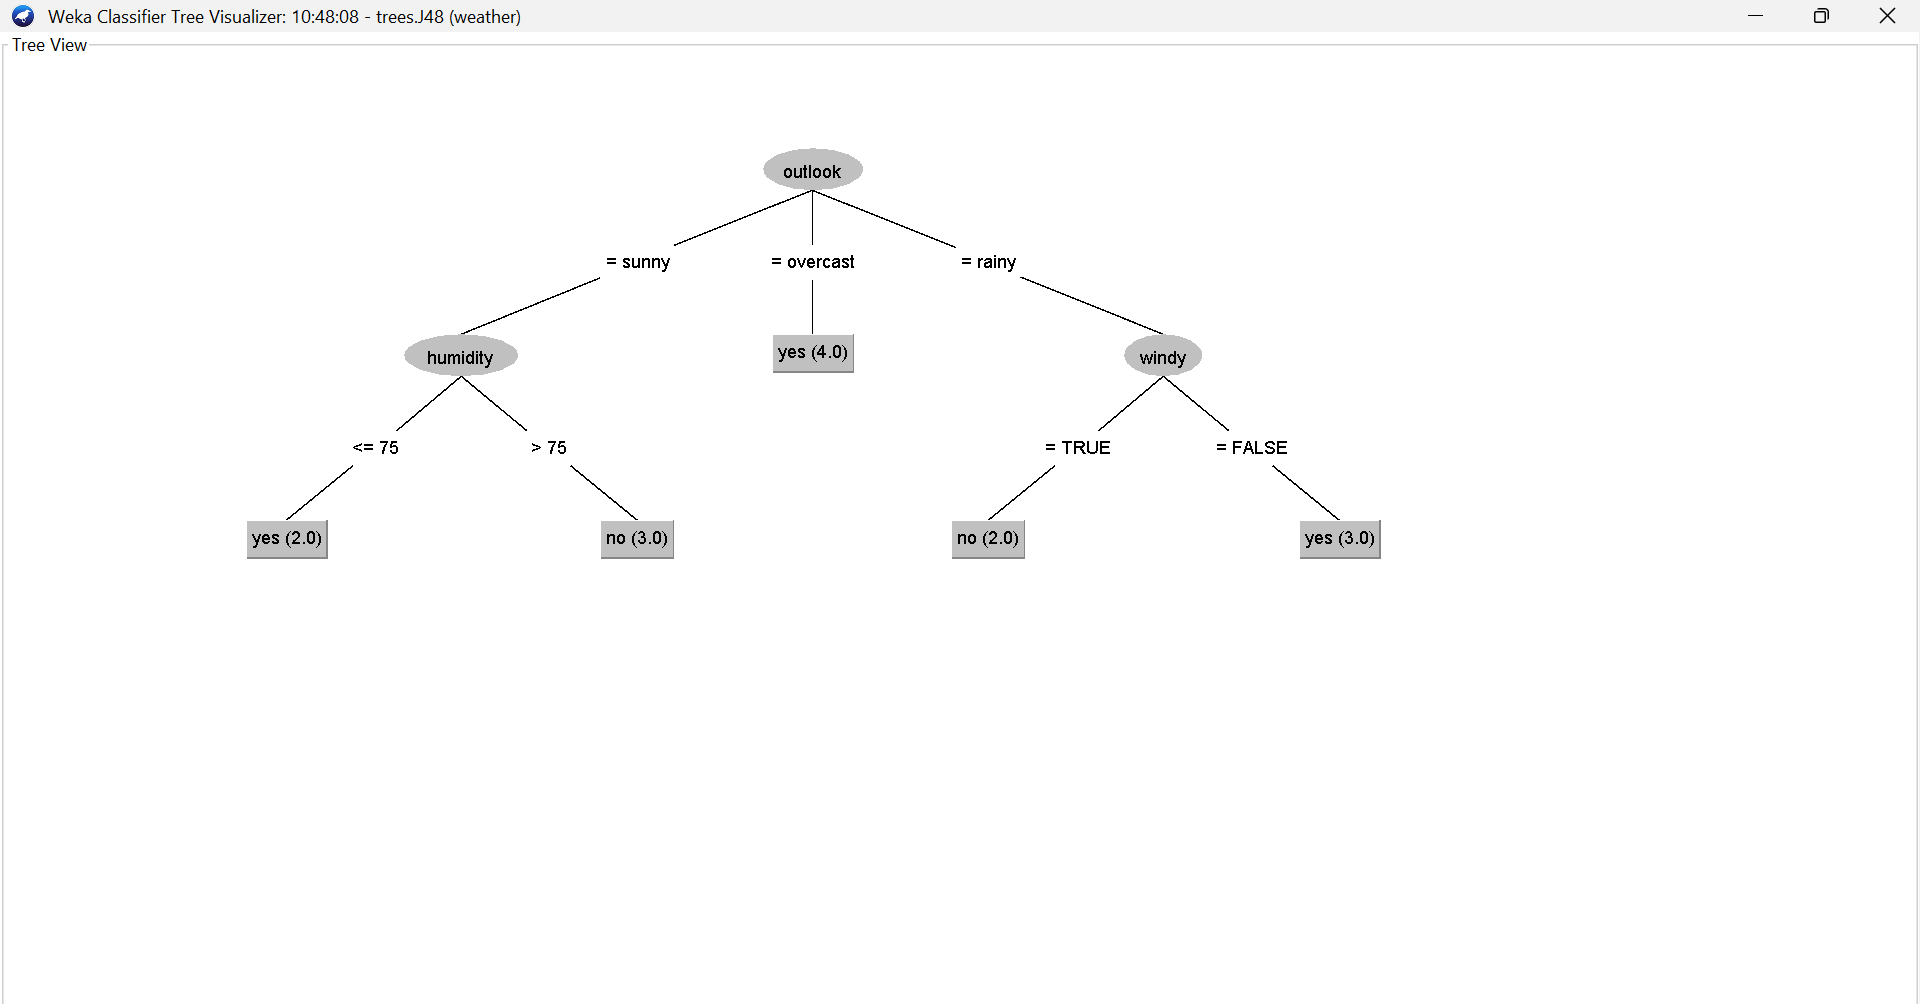 Weka Classifier Tree Visualizer: 10:48:08 - trees.J48 (weather)
Tree View
outlook
= sunny
= overcast
= rainy
humidity
yes (4.0)
windy
<= 75
> 75
= TRUE
= FALSE
yes (2.0)
no (3.0)
no (2.0)
yes (3.0)